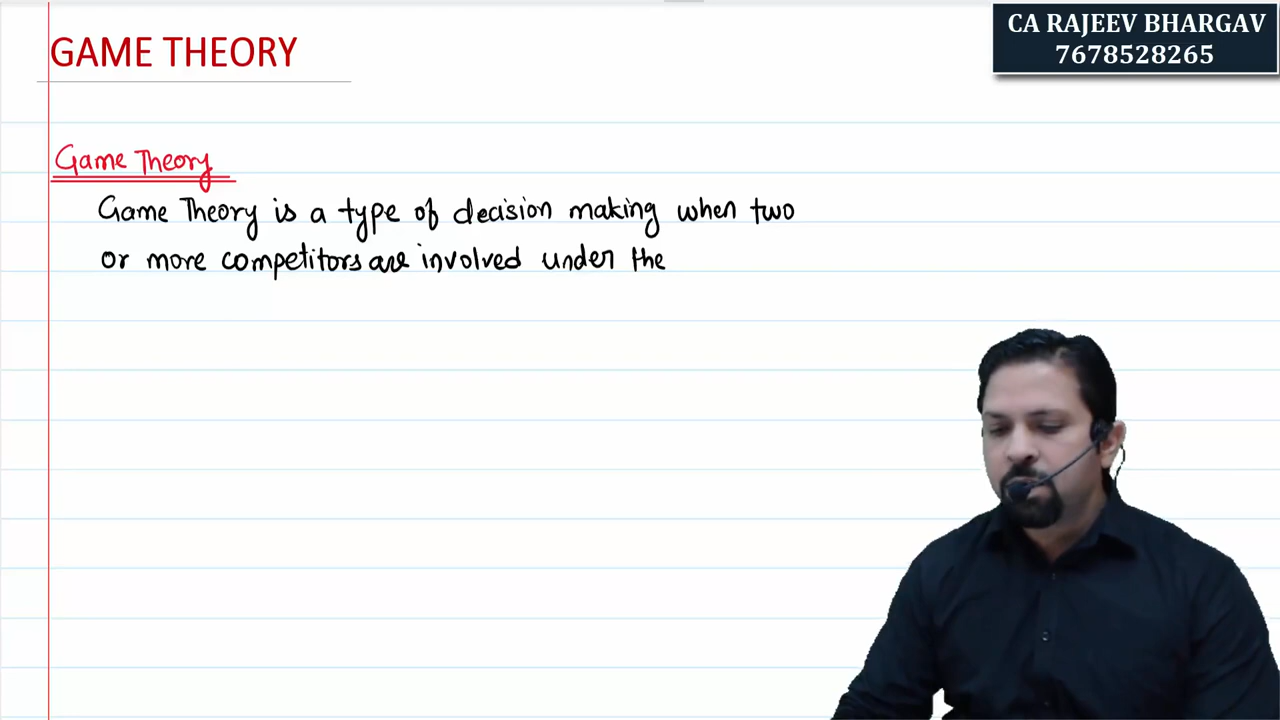 GAME THEORY
CA RAJEEV BHARGAV
7678528265
Game Theory
Game Theory is a type of decision making when two
or more competitors are involved under the